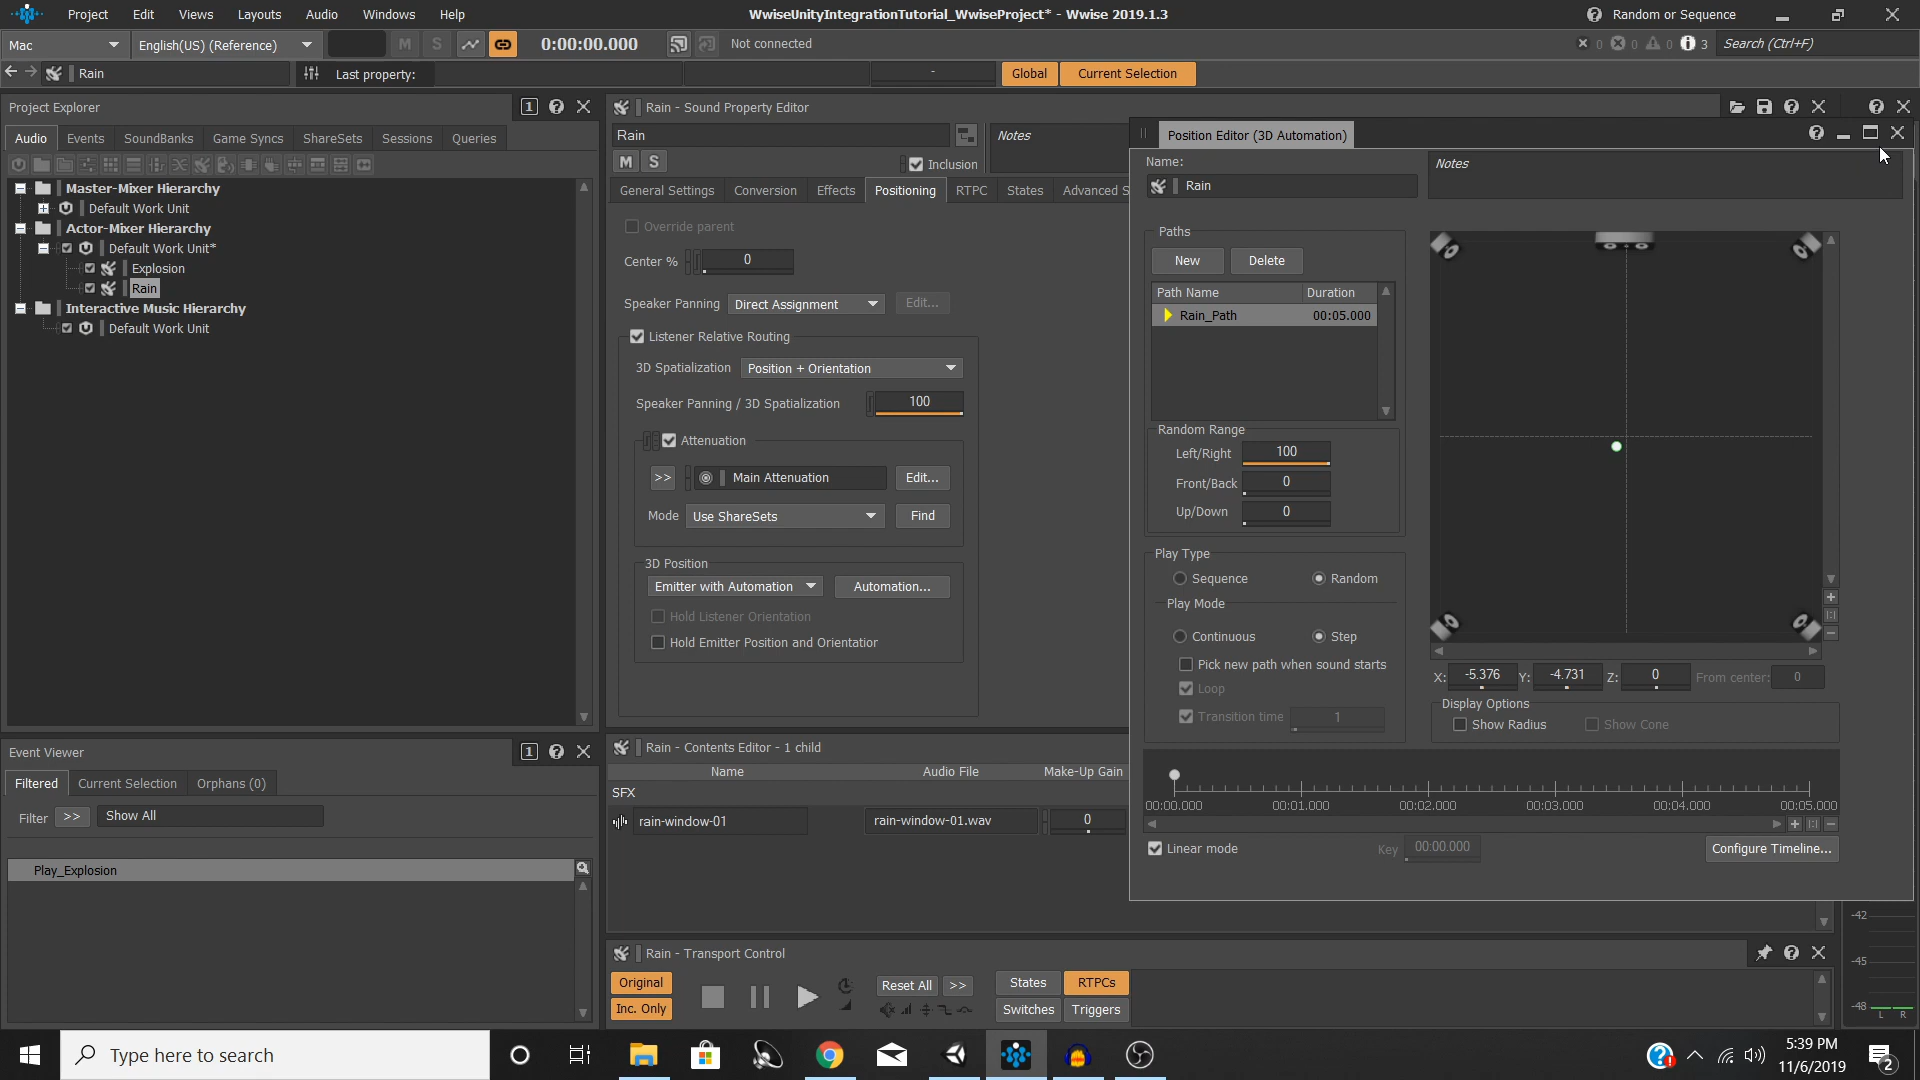 Project Edit Views Layouts Audio Windows Help
WwiseUnityIntegrationTutorial_WwiseProject* - Wwise 2019.1.3
Random or Sequence
Mac English(US) (Reference) M S 0:00:00.000 Not connected 0 0 0 3 Search (Ctrl+F)
Rain Last property: - Global Current Selection
Project Explorer 1
Audio Events SoundBanks Game Syncs ShareSets Sessions Queries
Master-Mixer Hierarchy
Default Work Unit
Actor-Mixer Hierarchy
Default Work Unit*
Explosion
Rain
Interactive Music Hierarchy
Default Work Unit
Event Viewer 1
Filtered Current Selection Orphans (0)
Filter >> Show All
Play_Explosion
Rain - Sound Property Editor
Rain Notes
M S Inclusion
General Settings Conversion Effects Positioning RTPC States Advanced S
Override parent
Center % 0
Speaker Panning Direct Assignment Edit...
Listener Relative Routing
3D Spatialization Position + Orientation
Speaker Panning / 3D Spatialization 100
Attenuation
>> Main Attenuation Edit...
Mode Use ShareSets Find
3D Position
Emitter with Automation Automation...
Hold Listener Orientation
Hold Emitter Position and Orientatior
Rain - Contents Editor - 1 child
Name Audio File Make-Up Gain
SFX
rain-window-01 rain-window-01.wav 0
Rain - Transport Control
Original Inc. Only Reset All >> States RTPCs
Switches Triggers
Position Editor (3D Automation)
Name: Notes
Rain
Paths
New Delete
Path Name Duration
Rain_Path 00:05.000
Random Range
Left/Right 100
Front/Back 0
Up/Down 0
Play Type
Sequence Random
Play Mode
Continuous Step
Pick new path when sound starts
Loop
Transition time 1
X: -5.376 Y: -4.731 Z: 0 From center: 0
Display Options
Show Radius Show Cone
00:00.000 00:01.000 00:02.000 00:03.000 00:04.000 00:05.000
Linear mode Key 00:00.000 Configure Timeline...
-42
-45
-48
L R
Type here to search
5:39 PM
11/6/2019
2